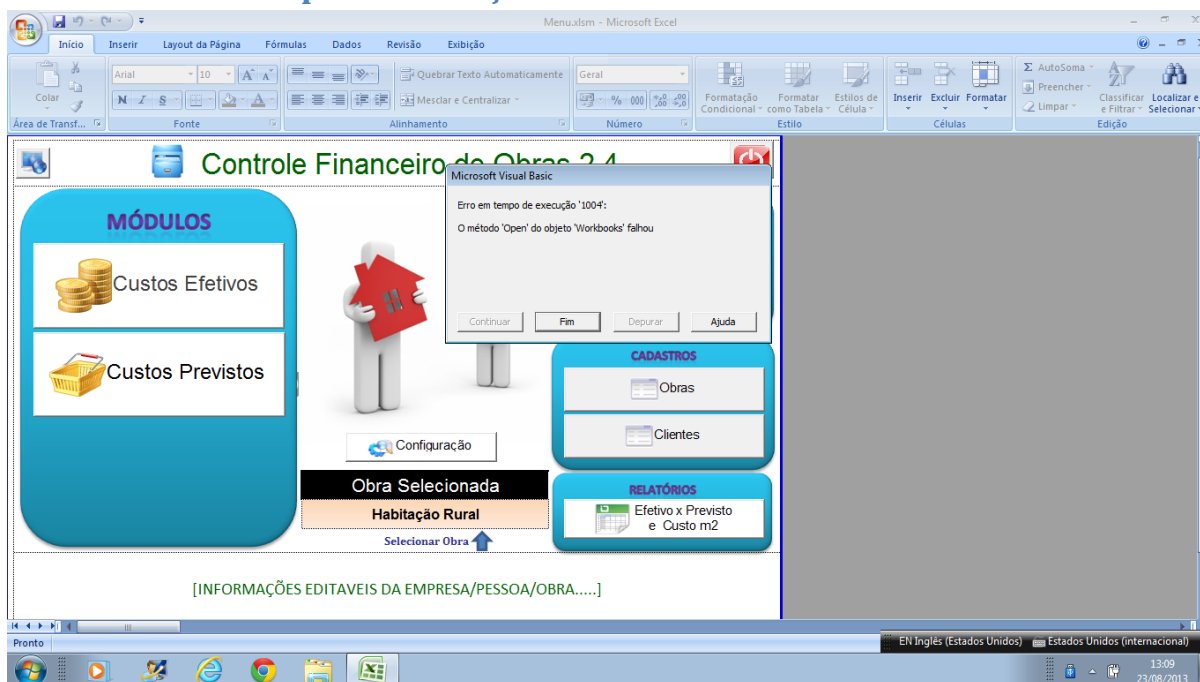 Menu.xlsm - Microsoft Excel
Início Inserir Layout da Página Fórmulas Dados Revisão Exibição
Colar
Arial 10 A A
N I S
Quebrar Texto Automaticamente
Mesclar e Centralizar
Geral
% 000
Formatação Condicional
Formatar como Tabela
Estilos de Célula
Inserir Excluir Formatar
Σ AutoSoma
Preencher
Limpar
Classificar e Filtrar
Localizar e Selecionar
Área de Transf... Fonte Alinhamento Número Estilo Células Edição
Controle Financeiro de Obras 2.4
Microsoft Visual Basic
Erro em tempo de execução '1004':
O método 'Open' do objeto 'Workbooks' falhou
Continuar Fim Depurar Ajuda
MÓDULOS
Custos Efetivos
Custos Previstos
Configuração
Obra Selecionada
Habitação Rural
Selecionar Obra
CADASTROS
Obras
Clientes
RELATÓRIOS
Efetivo x Previsto
e Custo m2
[INFORMAÇÕES EDITAVEIS DA EMPRESA/PESSOA/OBRA.....]
Pronto
EN Inglês (Estados Unidos) Estados Unidos (internacional)
13:09
23/08/2013